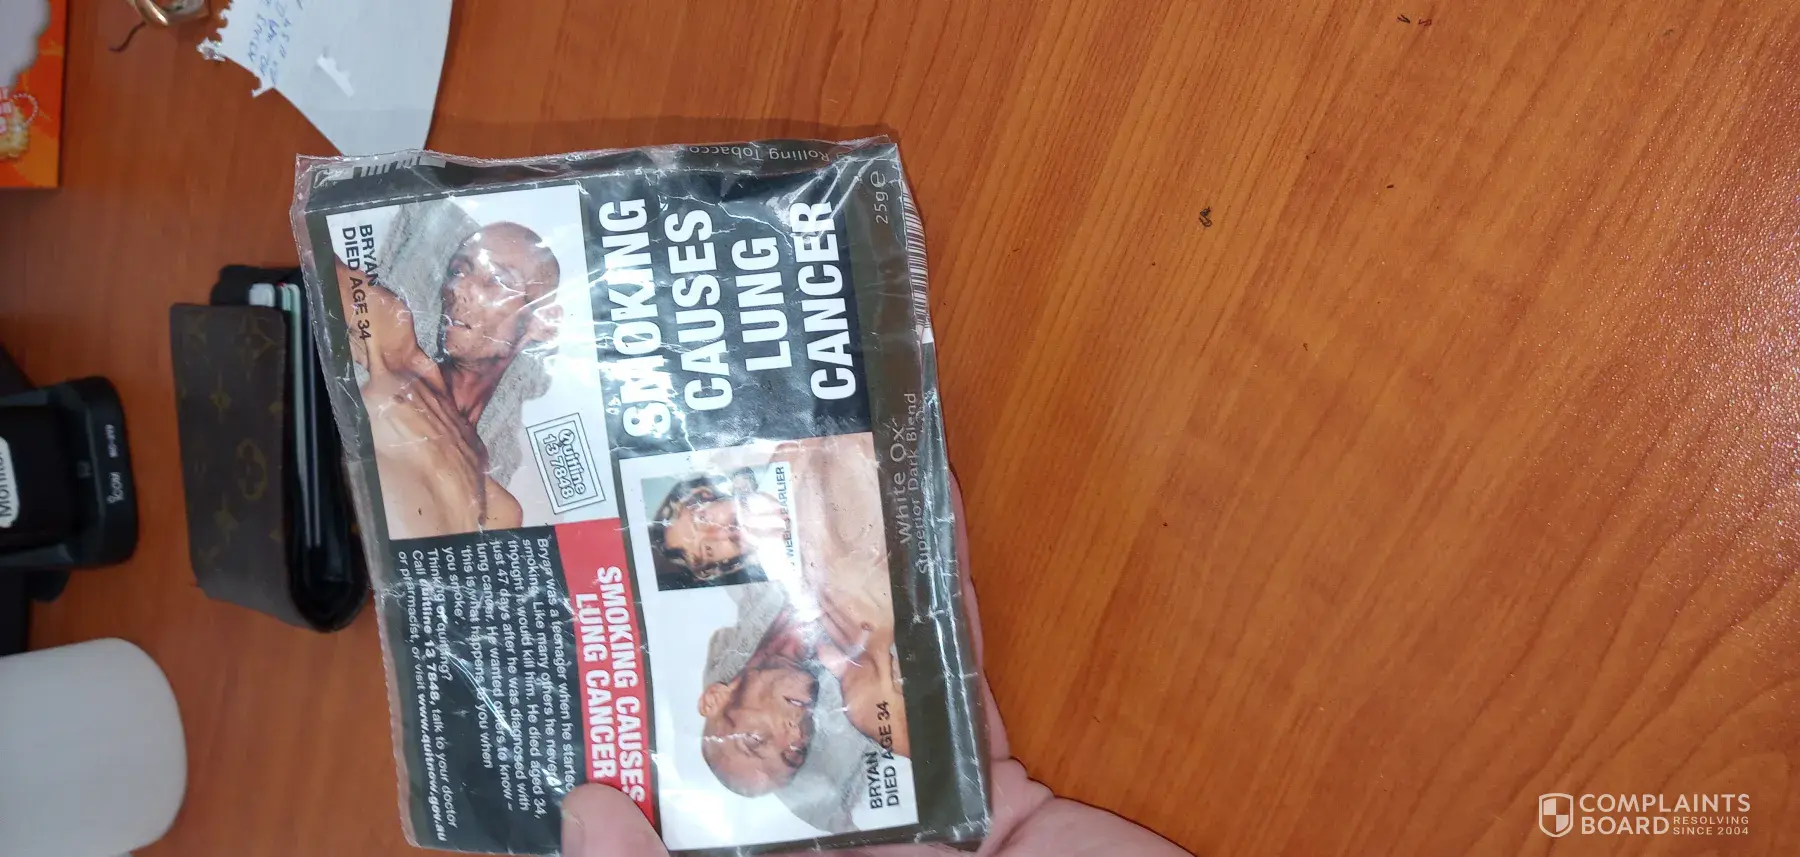 Rolling Tobacco
25g e
SMOKING
CAUSES
LUNG
CANCER
BRYAN
DIED AGE 34
Quitline
13 7848
White Ox
Superior Dark Blend
EARLIER
BRYAN
DIED AGE 34
SMOKING CAUSES
LUNG CANCER
Bryan was a teenager when he started
smoking. Like many others he never
thought it would kill him. He died aged 34,
just 47 days after he was diagnosed with
lung cancer. He wanted others to know –
'this is what happens to you when
you smoke'.
Thinking of quitting?
Call Quitline 13 7848, talk to your doctor
or pharmacist, or visit www.quitnow.gov.au
ICOM
COMPLAINTS
BOARD
RESOLVING
SINCE 2004